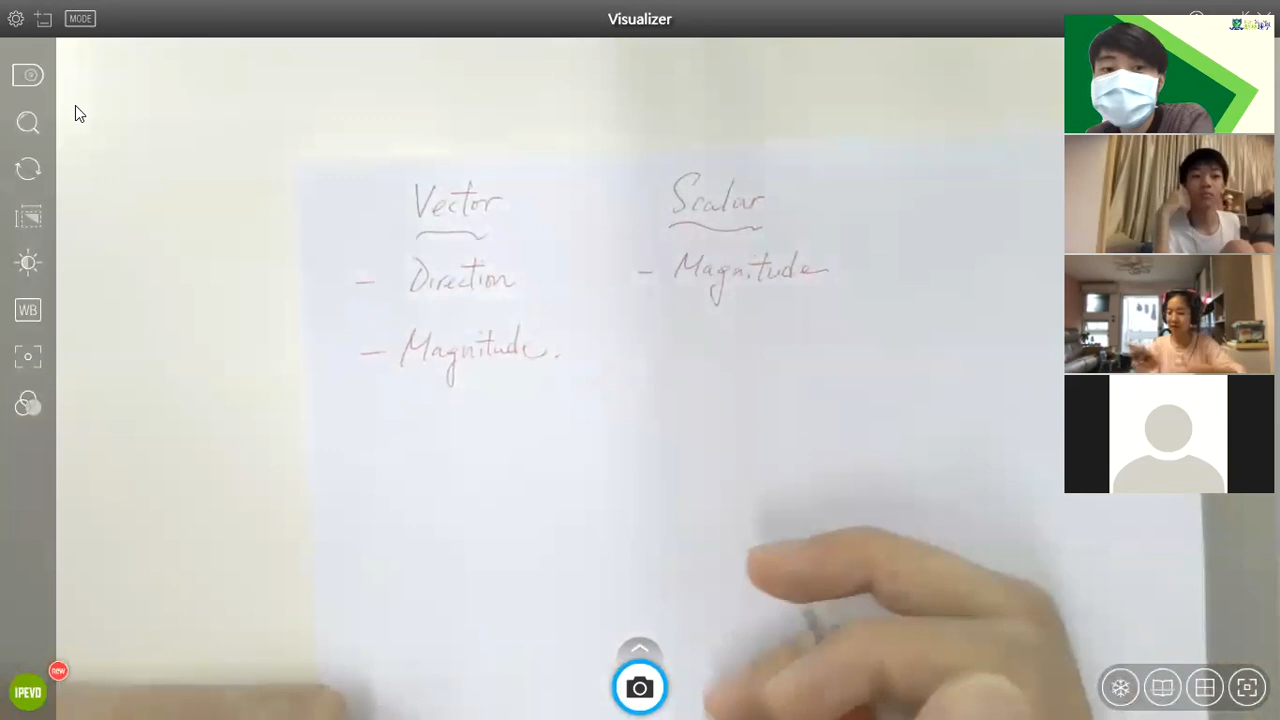 MODE
Visualizer
Vector
- Direction
- Magnitude.
Scalar
- Magnitude
WB
new
IPEVO